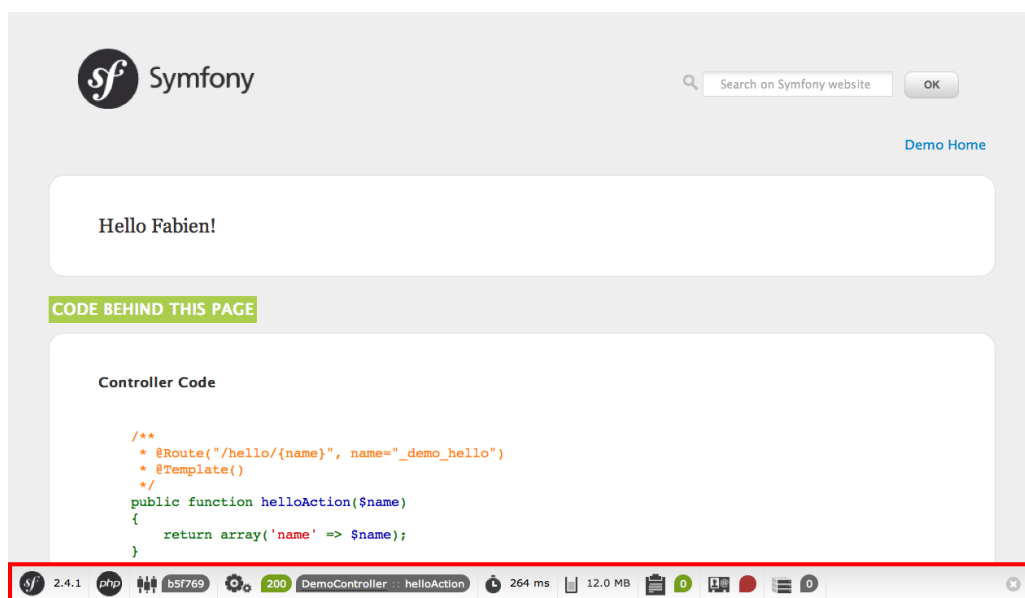 sf Symfony
Search on Symfony website OK
Demo Home
Hello Fabien!
CODE BEHIND THIS PAGE
Controller Code
/**
* @Route("/hello/{name}", name="_demo_hello")
* @Template()
*/
public function helloAction($name)
{
return array('name' => $name);
}
sf 2.4.1 php b5f769 200 DemoController :: helloAction 264 ms 12.0 MB 0 0